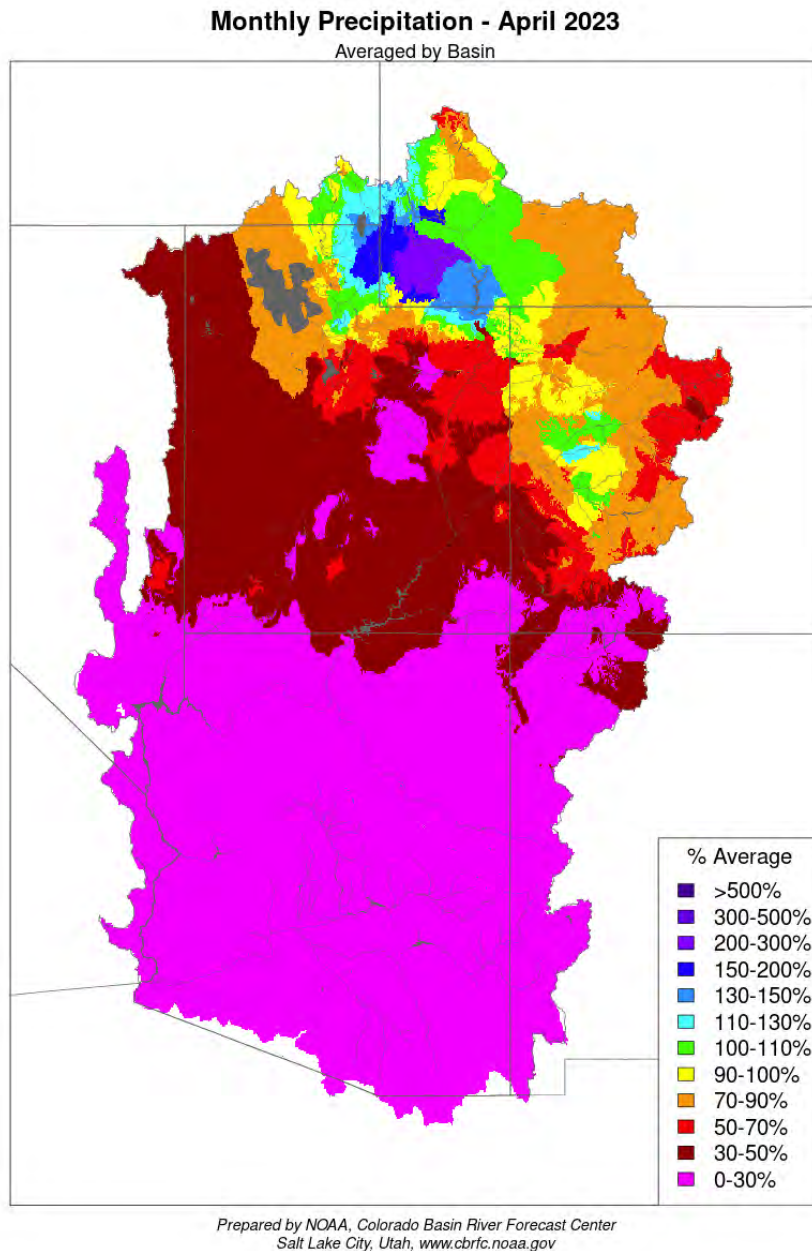 Monthly Precipitation - April 2023
Averaged by Basin
% Average
>500%
300-500%
200-300%
150-200%
130-150%
110-130%
100-110%
90-100%
70-90%
50-70%
30-50%
0-30%
Prepared by NOAA, Colorado Basin River Forecast Center
Salt Lake City, Utah, www.cbrfc.noaa.gov